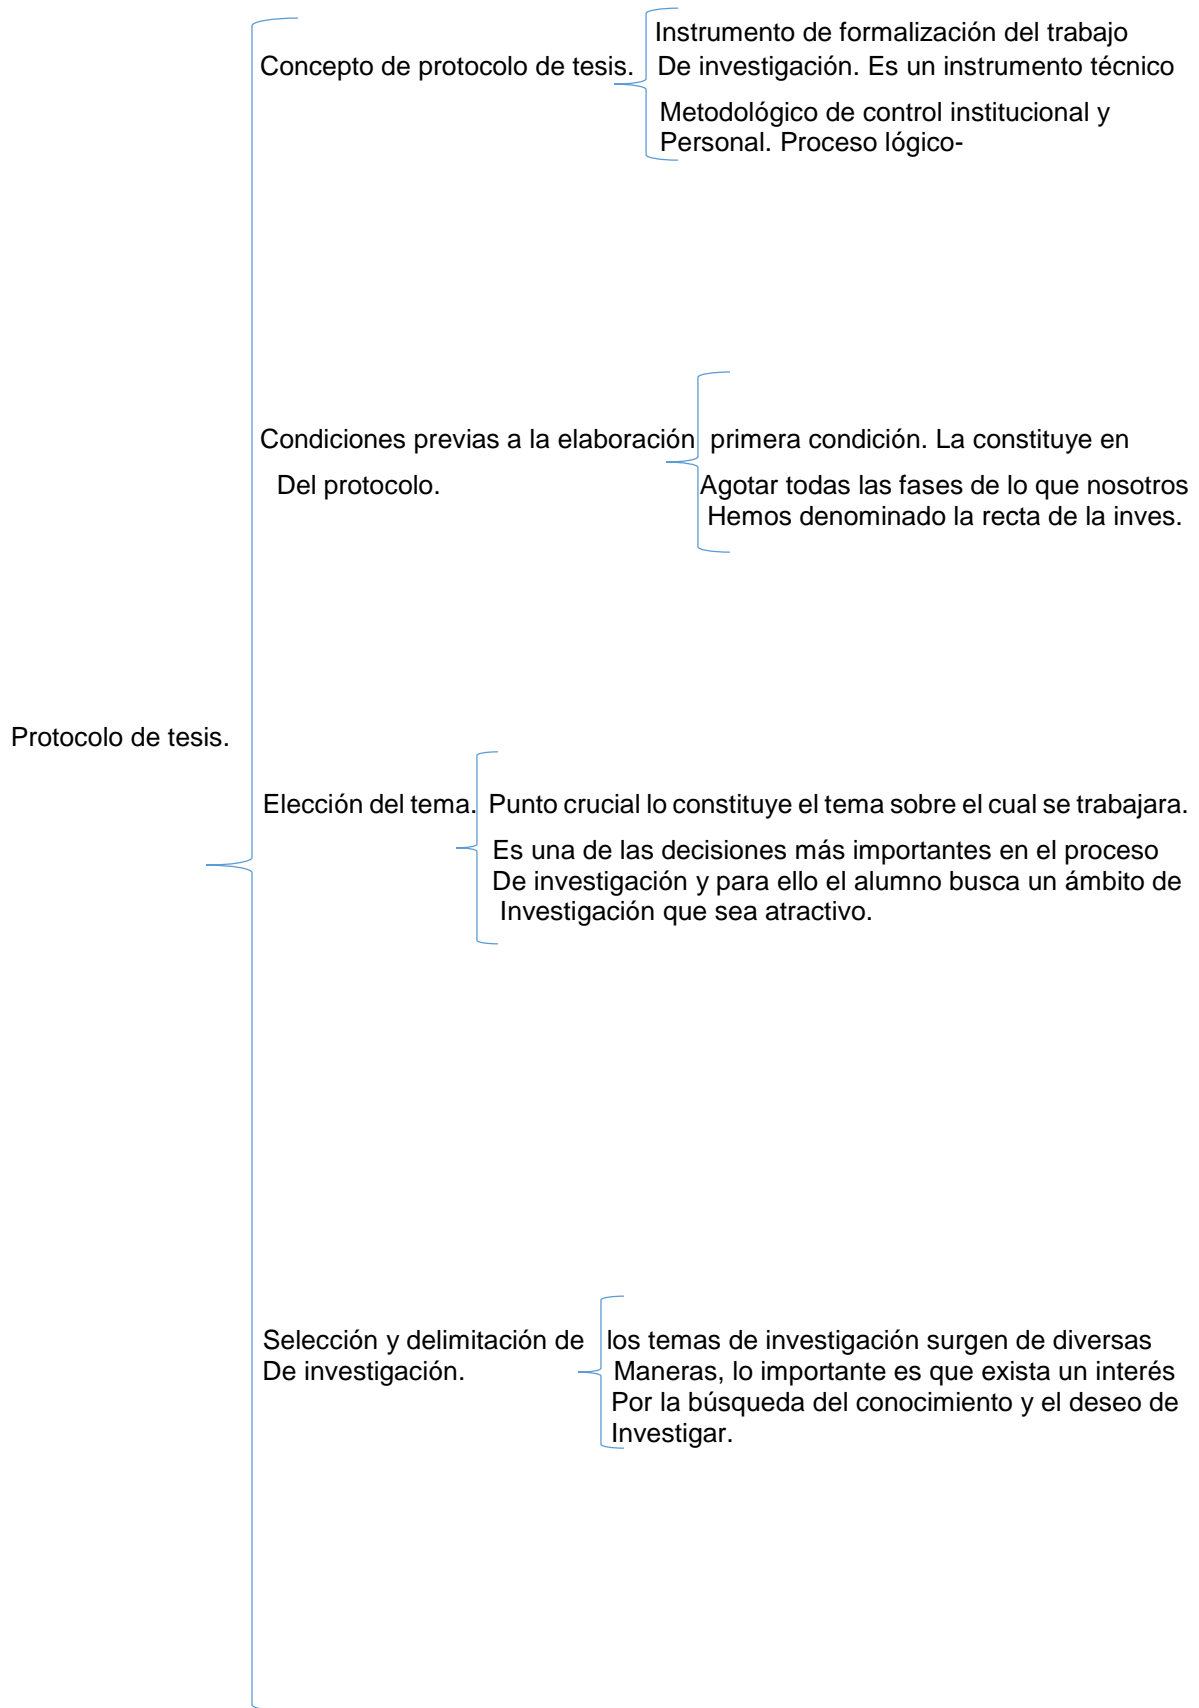 Instrumento de formalización del trabajo
Concepto de protocolo de tesis. De investigación. Es un instrumento técnico
Metodológico de control institucional y
Personal. Proceso lógico-
Condiciones previas a la elaboración primera condición. La constituye en
Del protocolo. Agotar todas las fases de lo que nosotros
Hemos denominado la recta de la inves.
Protocolo de tesis.
Elección del tema. Punto crucial lo constituye el tema sobre el cual se trabajara.
Es una de las decisiones más importantes en el proceso
De investigación y para ello el alumno busca un ámbito de
Investigación que sea atractivo.
Selección y delimitación de los temas de investigación surgen de diversas
De investigación. Maneras, lo importante es que exista un interés
Por la búsqueda del conocimiento y el deseo de
Investigar.